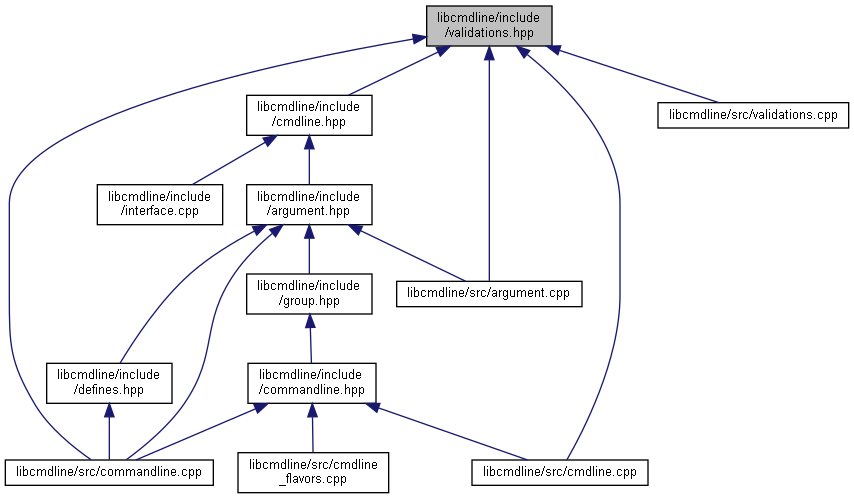 libcmdline/include
/validations.hpp
libcmdline/include
/cmdline.hpp
libcmdline/src/validations.cpp
libcmdline/include
/interface.cpp
libcmdline/include
/argument.hpp
libcmdline/include
/group.hpp
libcmdline/src/argument.cpp
libcmdline/include
/defines.hpp
libcmdline/include
/commandline.hpp
libcmdline/src/commandline.cpp
libcmdline/src/cmdline
_flavors.cpp
libcmdline/src/cmdline.cpp